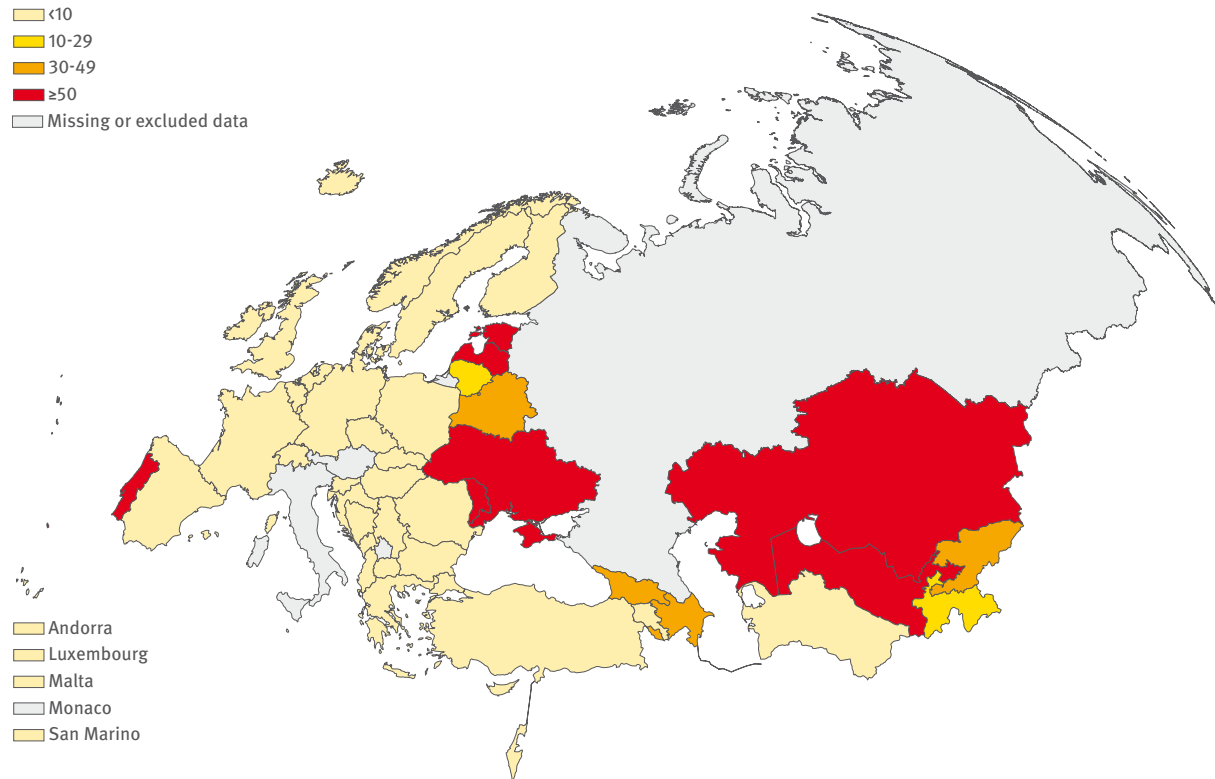 <10
10-29
30-49
≥50
Missing or excluded data
Andorra
Luxembourg
Malta
Monaco
San Marino